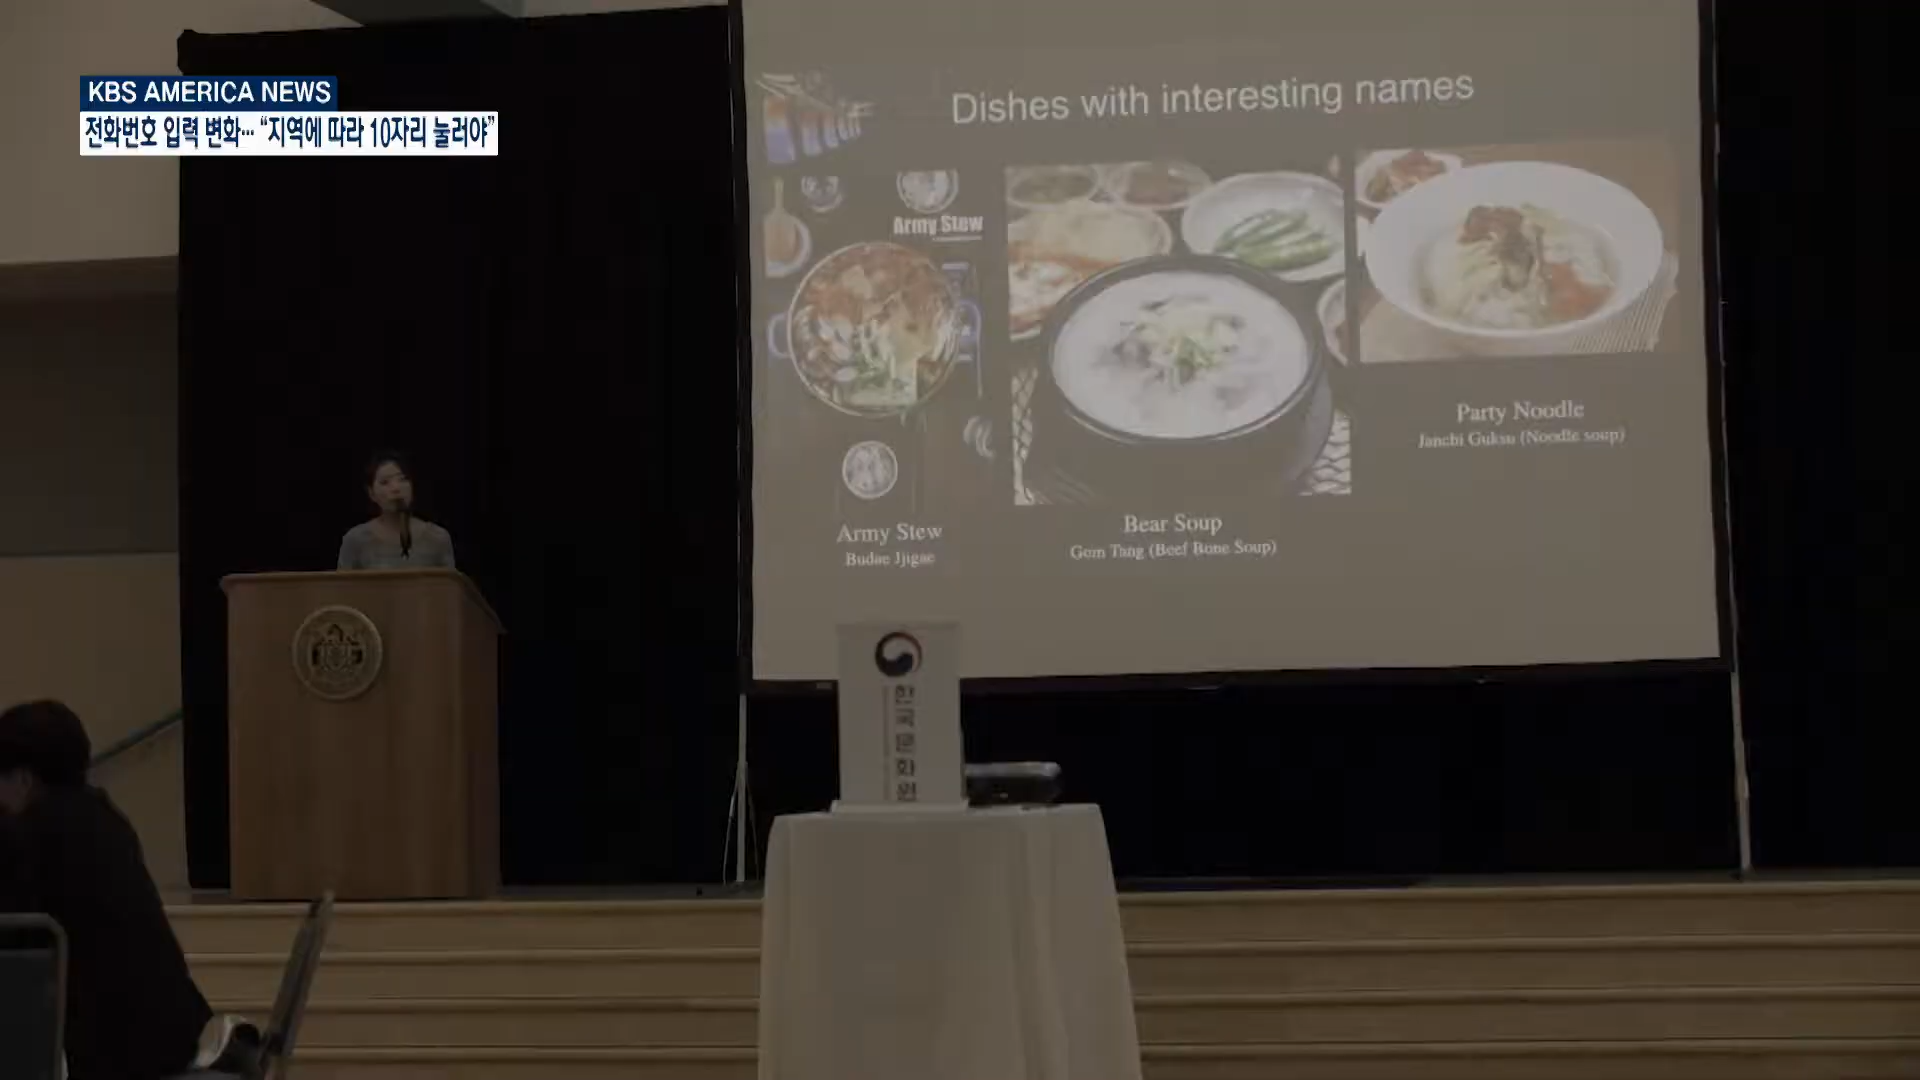 KBS AMERICA NEWS
전화번호 입력 변화… “지역에 따라 10자리 눌러야”
Dishes with interesting names
Army Stew
Army Stew
Budae Jjigae
Bear Soup
Gom Tang (Beef Bone Soup)
Party Noodle
Janchi Guksu (Noodle soup)
한국문화원